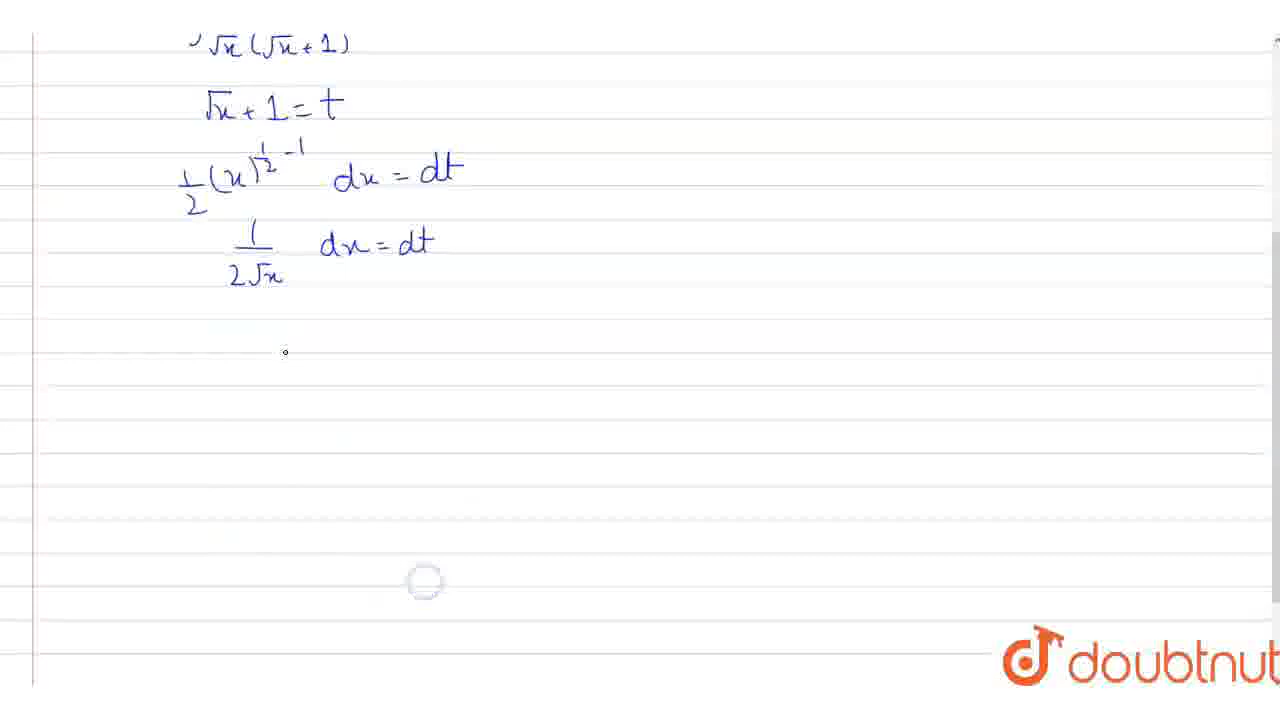 √x (√x + 1)
√x + 1 = t
1/2 (x)^(1/2 - 1) dx = dt
1/(2√x) dx = dt
doubtnut